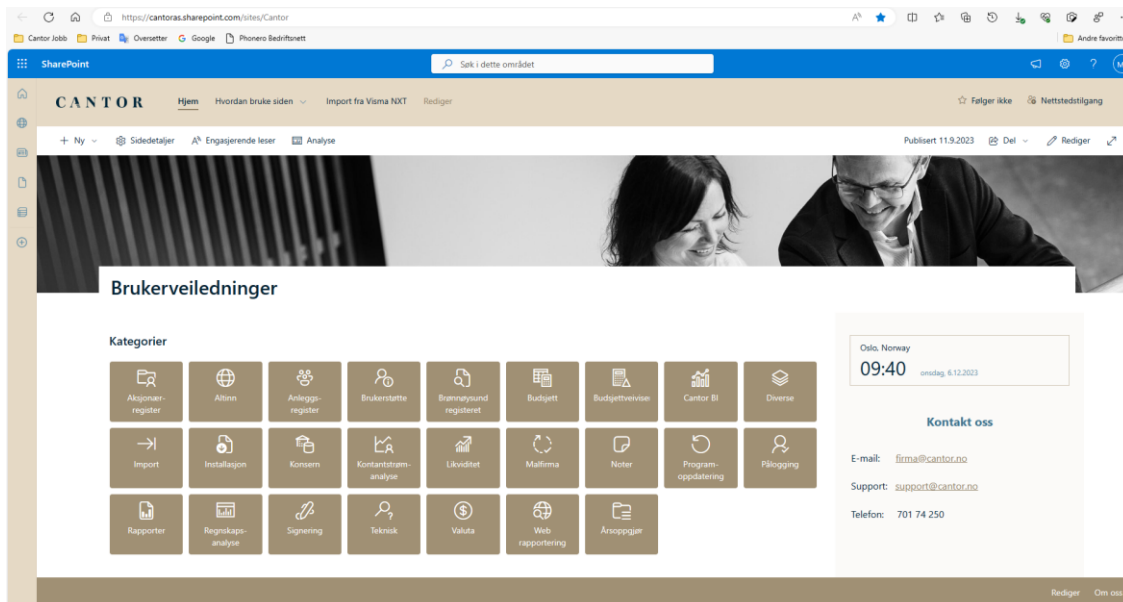 https://cantoras.sharepoint.com/sites/Cantor
Cantor Jobb Privat Oversetter Google Phonero Bedriftsnett Andre favoritte
SharePoint Søk i dette området
CANTOR Hjem Hvordan bruke siden Import fra Visma NXT Rediger Følger ikke Nettstedstilgang
Ny Sidedetaljer Engasjerende leser Analyse Publisert 11.9.2023 Del Rediger
Brukerveiledninger
Kategorier
Aksjonær-
register
Altinn
Anleggs-
register
Brukerstøtte
Brønnøysund
registeret
Budsjett
Budsjettveiviser
Cantor BI
Diverse
Import
Installasjon
Konsern
Kontantstrøm-
analyse
Likviditet
Malfirma
Noter
Program-
oppdatering
Pålogging
Rapporter
Regnskaps-
analyse
Signering
Teknisk
Valuta
Web
rapportering
Årsoppgjør
Oslo, Norway
09:40 onsdag, 6.12.2023
Kontakt oss
E-mail: firma@cantor.no
Support: support@cantor.no
Telefon: 701 74 250
Rediger Om oss